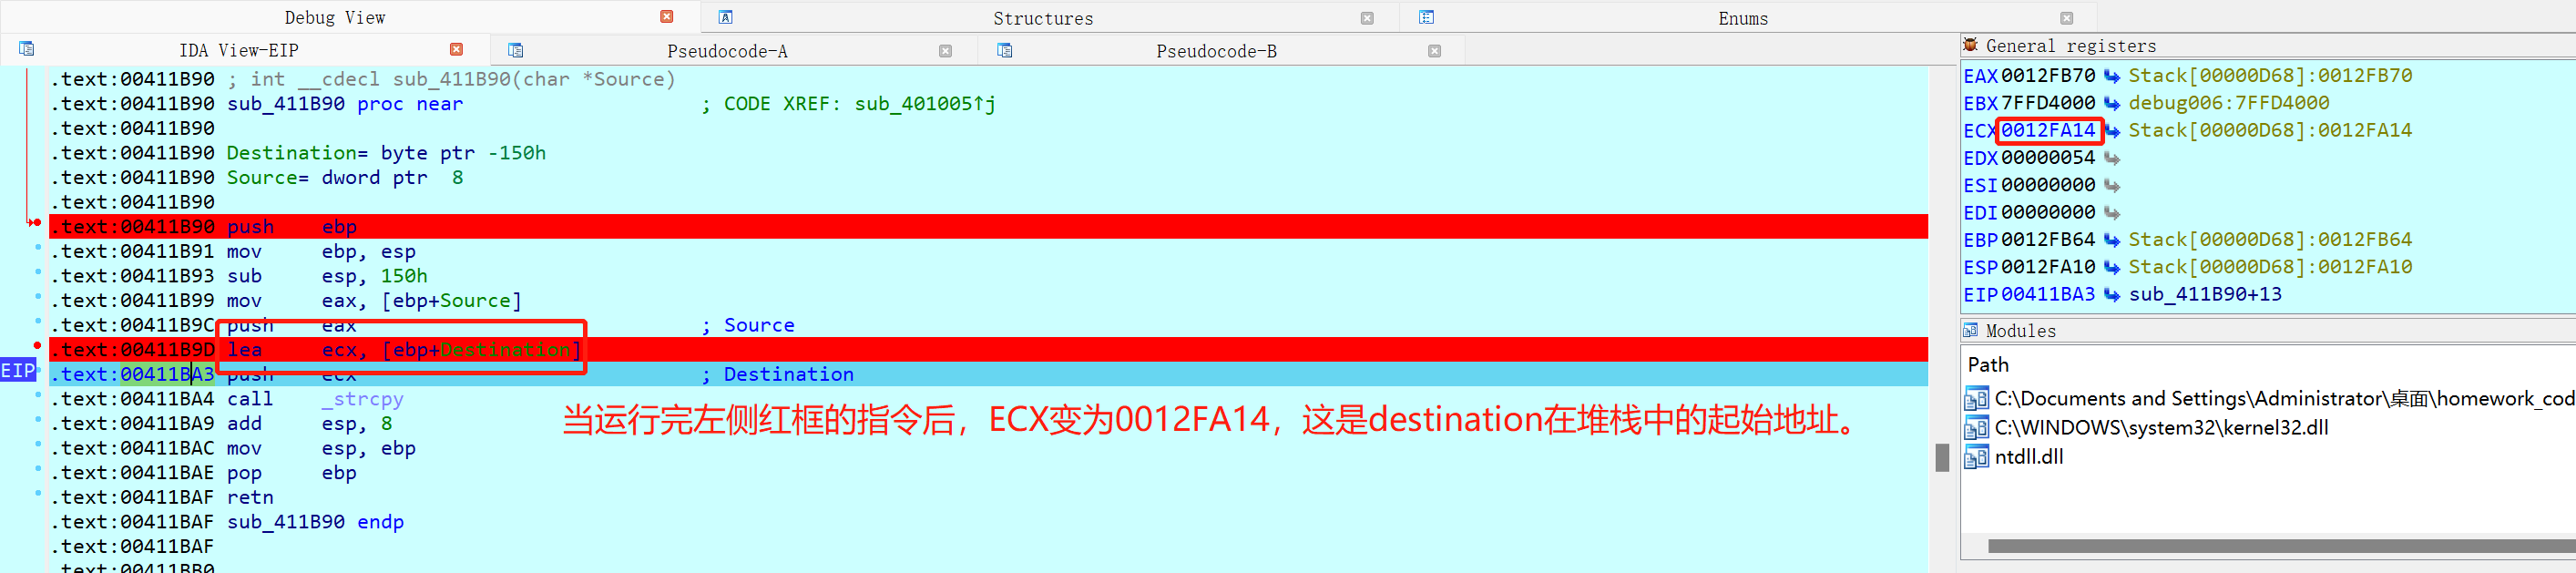 Debug View
Structures
Enums
IDA View-EIP
Pseudocode-A
Pseudocode-B
.text:00411B90 ; int __cdecl sub_411B90(char *Source)
.text:00411B90 sub_411B90 proc near ; CODE XREF: sub_401005↑j
.text:00411B90
.text:00411B90 Destination= byte ptr -150h
.text:00411B90 Source= dword ptr  8
.text:00411B90
.text:00411B90 push ebp
.text:00411B91 mov ebp, esp
.text:00411B93 sub esp, 150h
.text:00411B99 mov eax, [ebp+Source]
.text:00411B9C push eax ; Source
.text:00411B9D lea ecx, [ebp+Destination]
EIP .text:00411BA3 push ecx ; Destination
.text:00411BA4 call _strcpy
.text:00411BA9 add esp, 8
.text:00411BAC mov esp, ebp
.text:00411BAE pop ebp
.text:00411BAF retn
.text:00411BAF sub_411B90 endp
.text:00411BAF
.text:00411BB0
当运行完左侧红框的指令后，ECX变为0012FA14，这是destination在堆栈中的起始地址。
General registers
EAX 0012FB70 Stack[00000D68]:0012FB70
EBX 7FFD4000 debug006:7FFD4000
ECX 0012FA14 Stack[00000D68]:0012FA14
EDX 00000054
ESI 00000000
EDI 00000000
EBP 0012FB64 Stack[00000D68]:0012FB64
ESP 0012FA10 Stack[00000D68]:0012FA10
EIP 00411BA3 sub_411B90+13
Modules
Path
C:\Documents and Settings\Administrator\桌面\homework_cod
C:\WINDOWS\system32\kernel32.dll
ntdll.dll